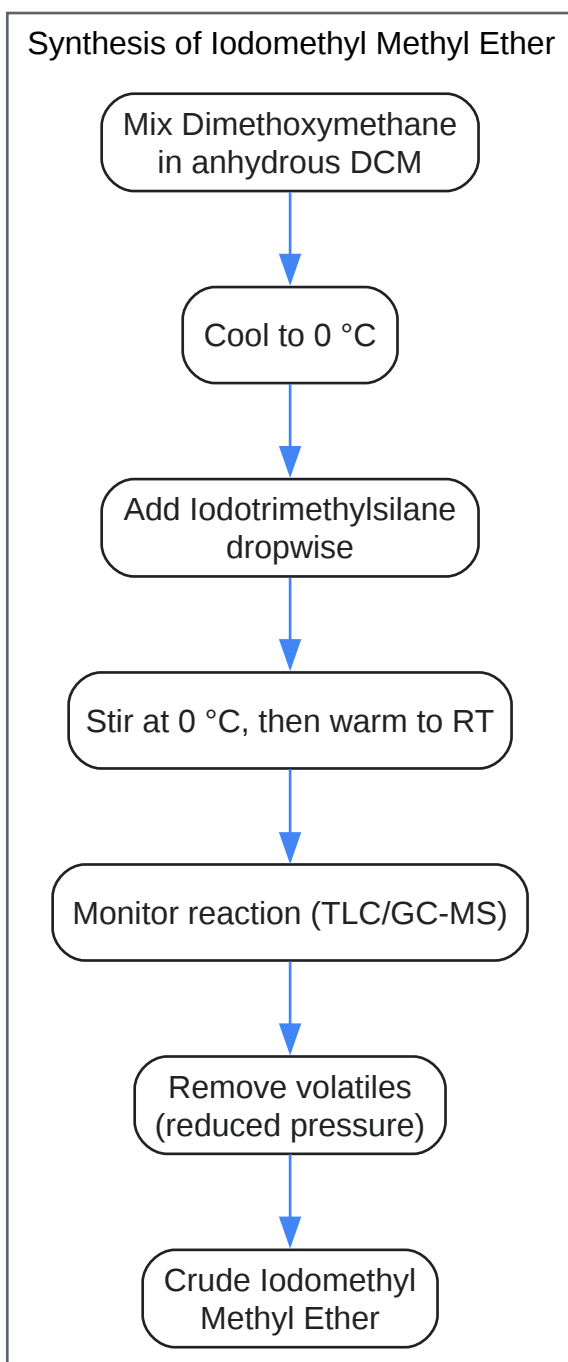 Synthesis of Iodomethyl Methyl Ether
Mix Dimethoxymethane
in anhydrous DCM
Cool to 0 °C
Add Iodotrimethylsilane
dropwise
Stir at 0 °C, then warm to RT
Monitor reaction (TLC/GC-MS)
Remove volatiles
(reduced pressure)
Crude Iodomethyl
Methyl Ether